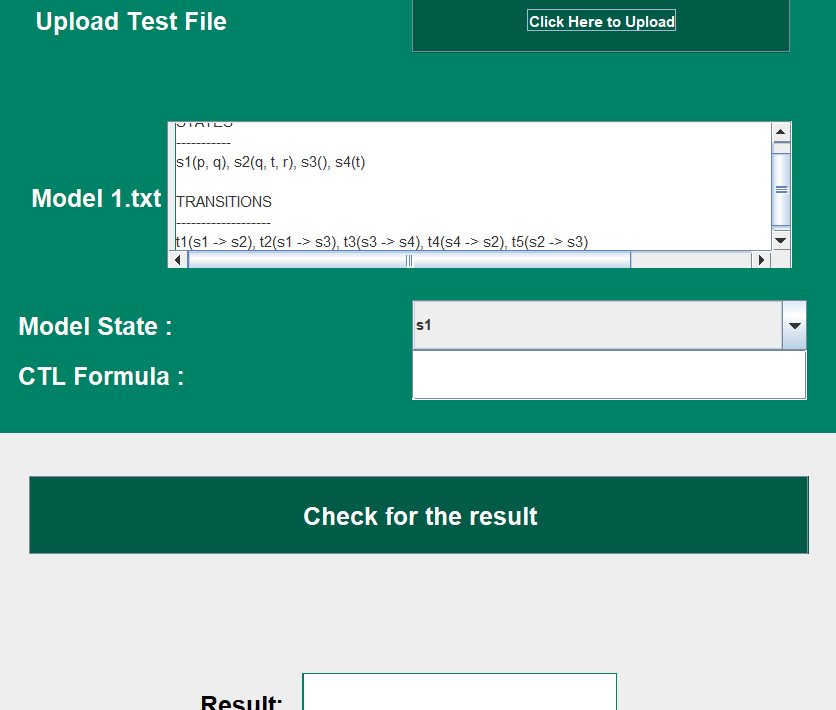 Upload Test File
Click Here to Upload
STATES
-----------
s1(p, q), s2(q, t, r), s3(), s4(t)
Model 1.txt
TRANSITIONS
-------------------
t1(s1 -> s2), t2(s1 -> s3), t3(s3 -> s4), t4(s4 -> s2), t5(s2 -> s3)
Model State :
s1
CTL Formula :
Check for the result
Result: